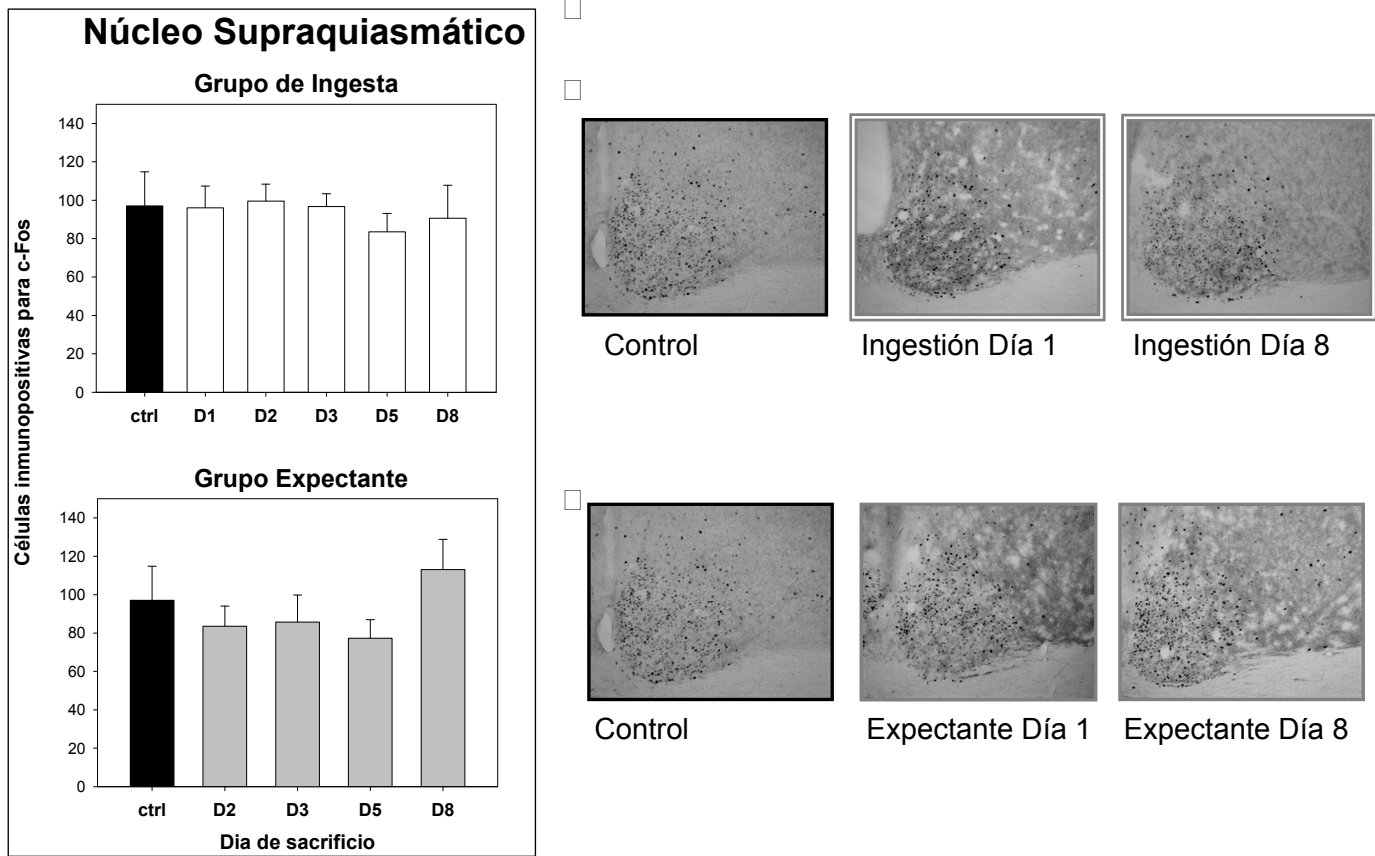 Núcleo Supraquiasmático
Grupo de Ingesta
140
120
100
80
60
40
20
0
ctrl D1 D2 D3 D5 D8
Células inmunopositivas para c-Fos
Grupo Expectante
140
120
100
80
60
40
20
0
ctrl D2 D3 D5 D8
Dia de sacrificio
Control Ingestión Día 1 Ingestión Día 8
Control Expectante Día 1 Expectante Día 8